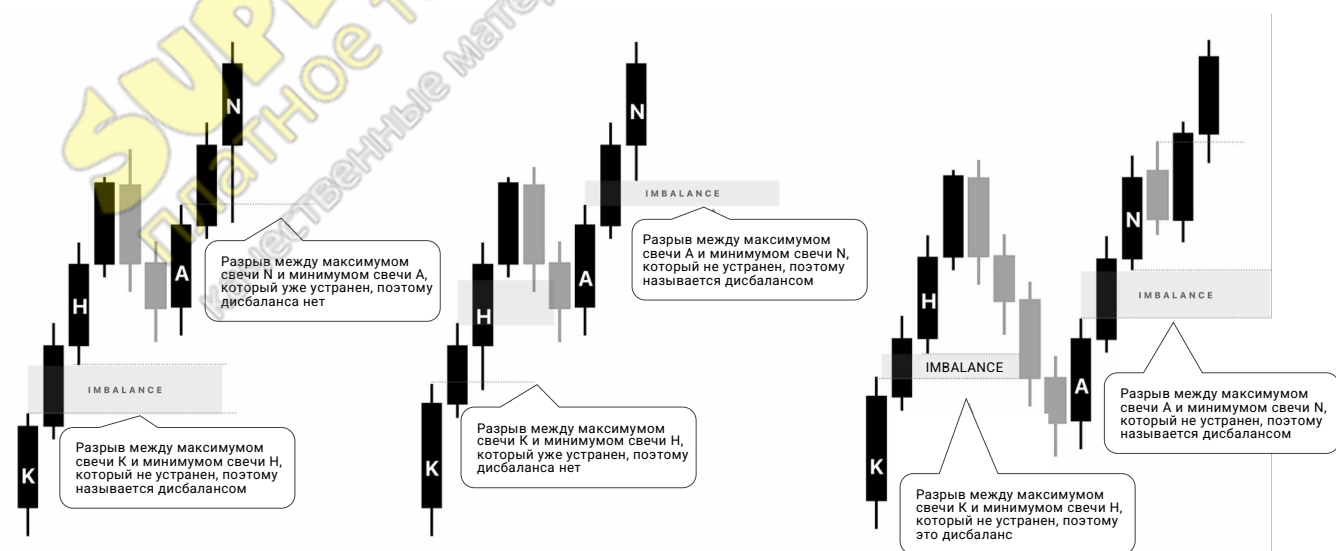 SUP
Платное
качественные мате
N
N
H
A
H
A
H
N
A
K
K
K
IMBALANCE
Разрыв между максимумом
свечи N и минимумом свечи A,
который уже устранен, поэтому
дисбаланса нет
Разрыв между максимумом
свечи K и минимумом свечи H,
который не устранен, поэтому
называется дисбалансом
IMBALANCE
Разрыв между максимумом
свечи A и минимумом свечи N,
который не устранен, поэтому
называется дисбалансом
Разрыв между максимумом
свечи K и минимумом свечи H,
который уже устранен, поэтому
дисбаланса нет
IMBALANCE
IMBALANCE
Разрыв между максимумом
свечи A и минимумом свечи N,
который не устранен, поэтому
называется дисбалансом
Разрыв между максимумом
свечи K и минимумом свечи H,
который не устранен, поэтому
это дисбаланс